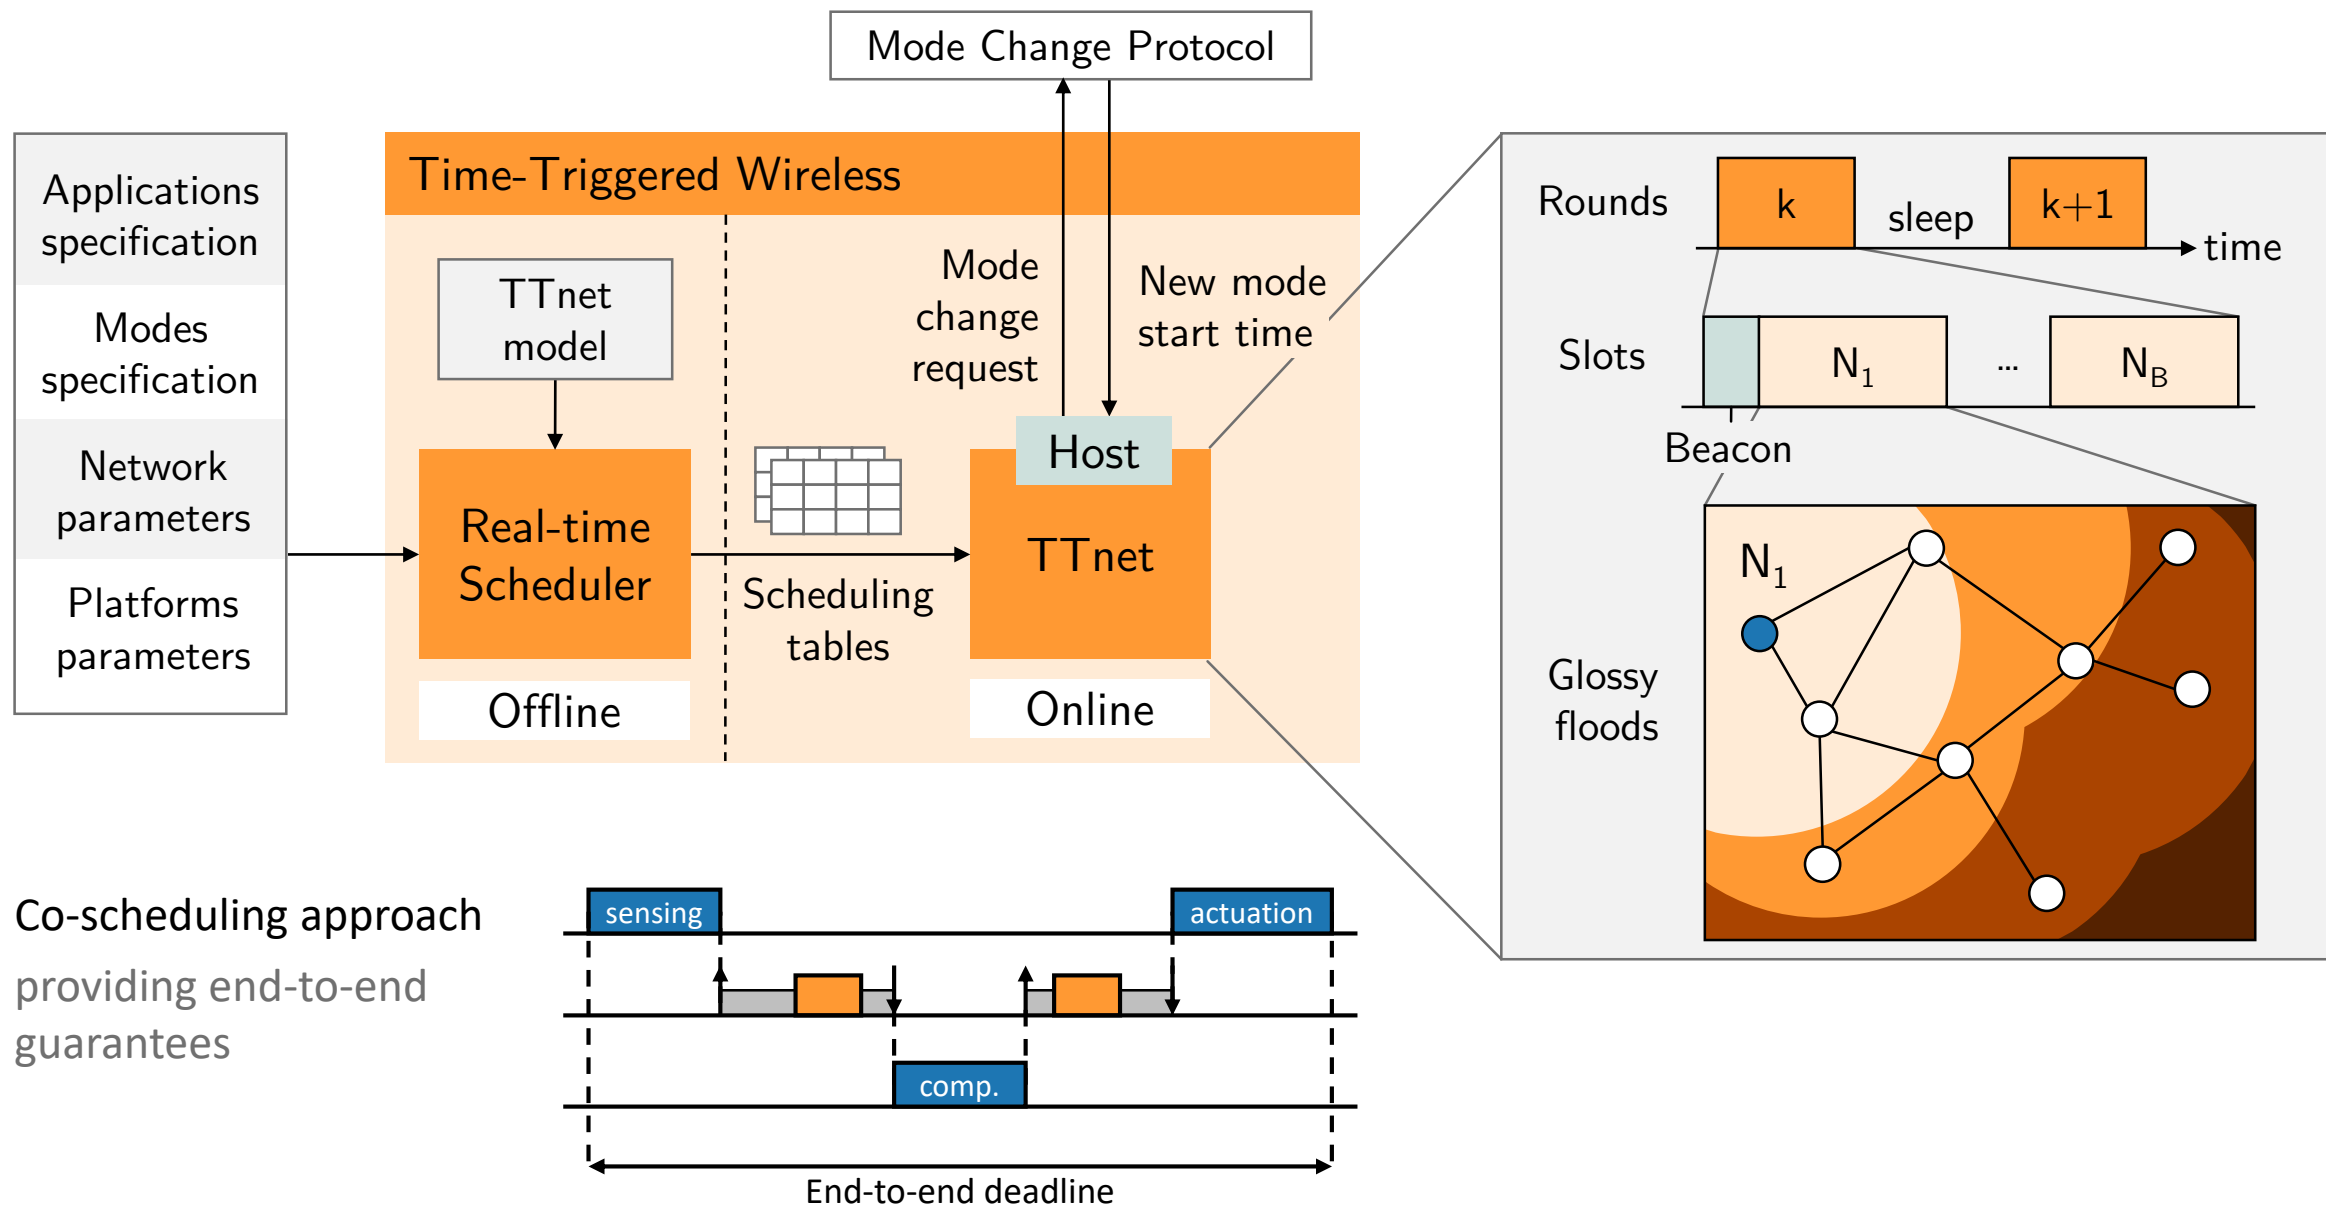 Mode Change Protocol
Applications
specification
Modes
specification
Network
parameters
Platforms
parameters
Time-Triggered Wireless
TTnet
model
Real-time
Scheduler
Offline
Scheduling
tables
Mode
change
request
New mode
start time
Host
TTnet
Online
Rounds
k
sleep
k+1
time
Slots
N1
...
NB
Beacon
Glossy
floods
N1
Co-scheduling approach
providing end-to-end
guarantees
sensing
actuation
comp.
End-to-end deadline